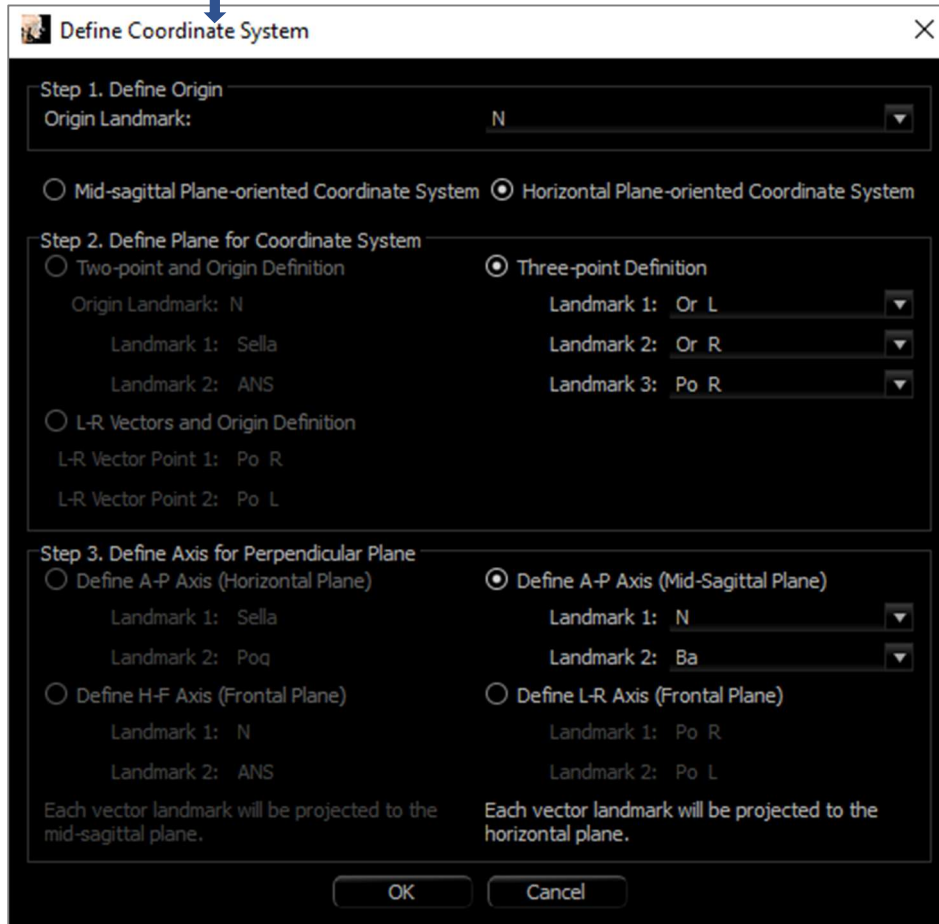 Define Coordinate System
Step 1. Define Origin
Origin Landmark: N
Mid-sagittal Plane-oriented Coordinate System Horizontal Plane-oriented Coordinate System
Step 2. Define Plane for Coordinate System
Two-point and Origin Definition Three-point Definition
Origin Landmark: N Landmark 1: Or L
Landmark 1: Sella Landmark 2: Or R
Landmark 2: ANS Landmark 3: Po R
L-R Vectors and Origin Definition
L-R Vector Point 1: Po R
L-R Vector Point 2: Po L
Step 3. Define Axis for Perpendicular Plane
Define A-P Axis (Horizontal Plane) Define A-P Axis (Mid-Sagittal Plane)
Landmark 1: Sella Landmark 1: N
Landmark 2: Pog Landmark 2: Ba
Define H-F Axis (Frontal Plane) Define L-R Axis (Frontal Plane)
Landmark 1: N Landmark 1: Po R
Landmark 2: ANS Landmark 2: Po L
Each vector landmark will be projected to the Each vector landmark will be projected to the
mid-sagittal plane. horizontal plane.
OK Cancel